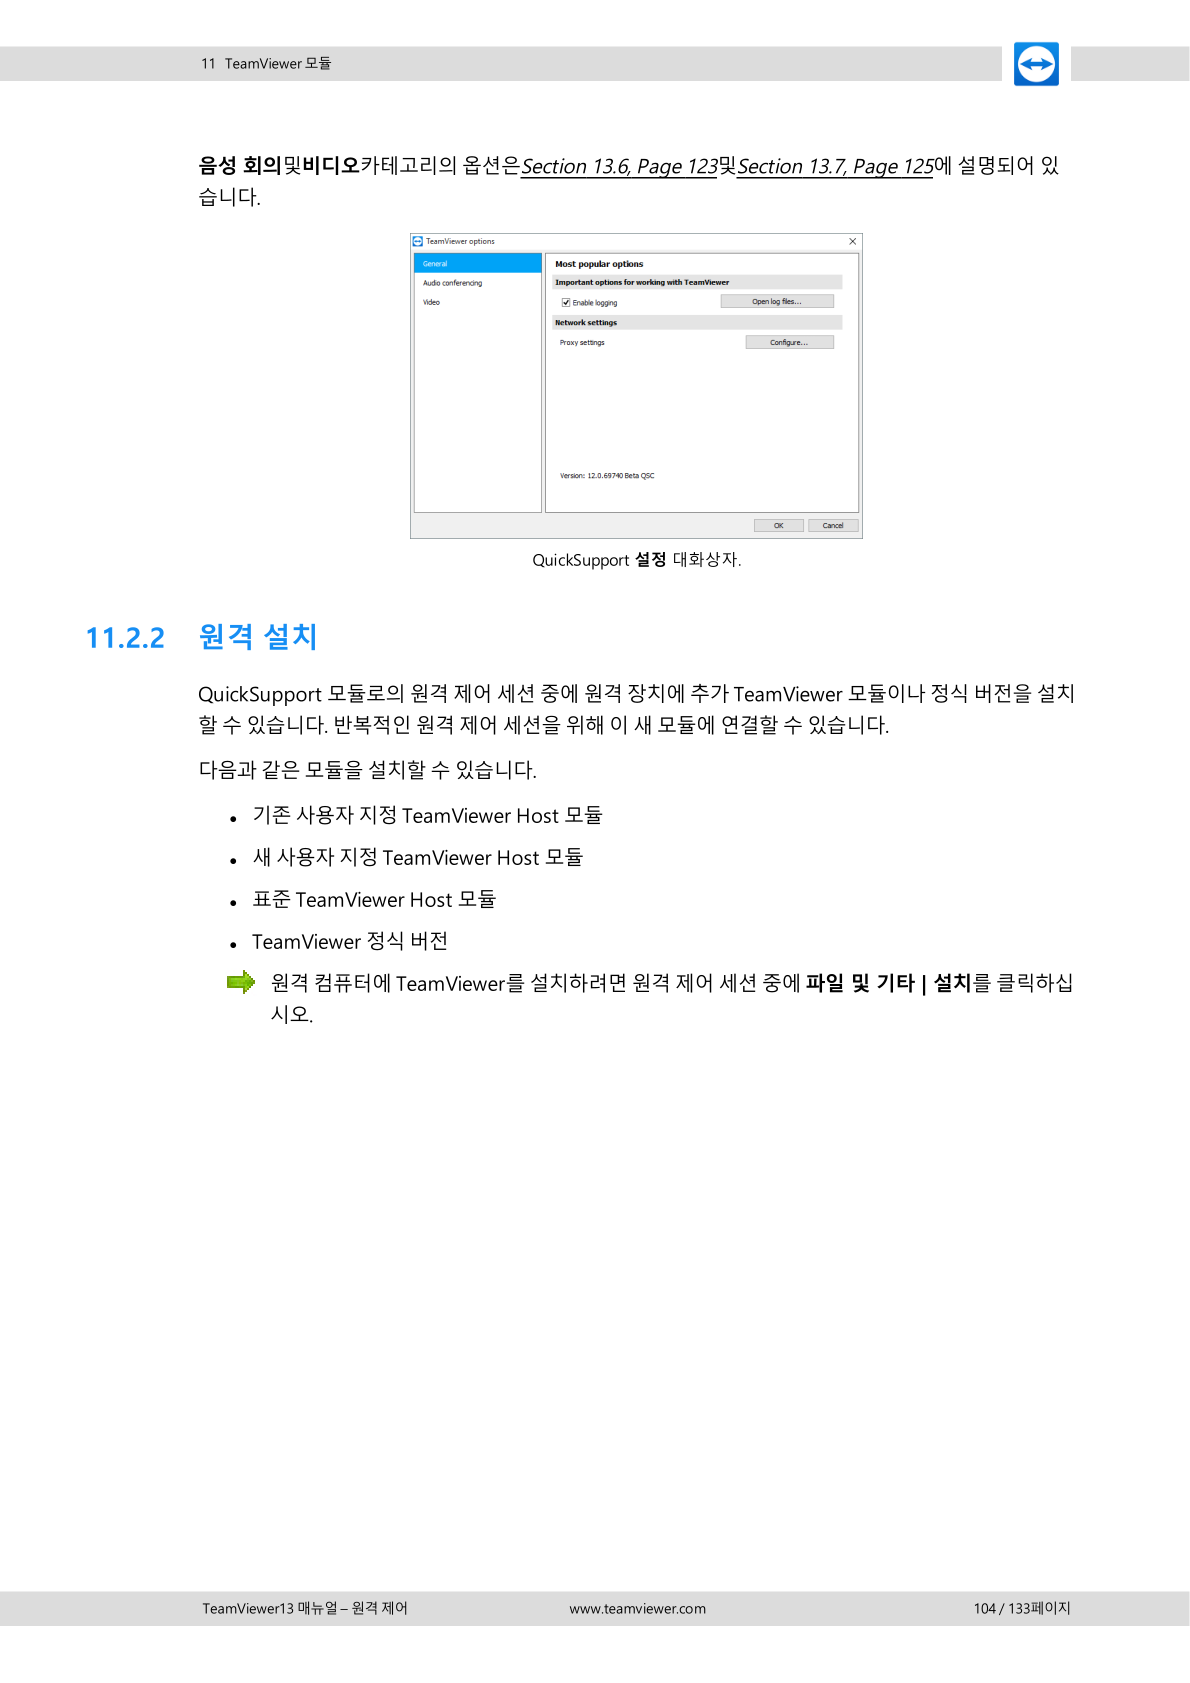 11 TeamViewer 모듈
음성 회의및비디오카테고리의 옵션은Section 13.6, Page 123및Section 13.7, Page 125에 설명되어 있
습니다.
TeamViewer options
General
Audio conferencing
Video
Most popular options
Important options for working with TeamViewer
Enable logging
Open log files...
Network settings
Proxy settings
Configure...
Version: 12.0.69740 Beta QSC
OK
Cancel
QuickSupport 설정 대화상자.
11.2.2 원격 설치
QuickSupport 모듈로의 원격 제어 세션 중에 원격 장치에 추가 TeamViewer 모듈이나 정식 버전을 설치
할 수 있습니다. 반복적인 원격 제어 세션을 위해 이 새 모듈에 연결할 수 있습니다.
다음과 같은 모듈을 설치할 수 있습니다.
• 기존 사용자 지정 TeamViewer Host 모듈
• 새 사용자 지정 TeamViewer Host 모듈
• 표준 TeamViewer Host 모듈
• TeamViewer 정식 버전
원격 컴퓨터에 TeamViewer를 설치하려면 원격 제어 세션 중에 파일 및 기타 | 설치를 클릭하십
시오.
TeamViewer13 매뉴얼 – 원격 제어
www.teamviewer.com
104 / 133페이지